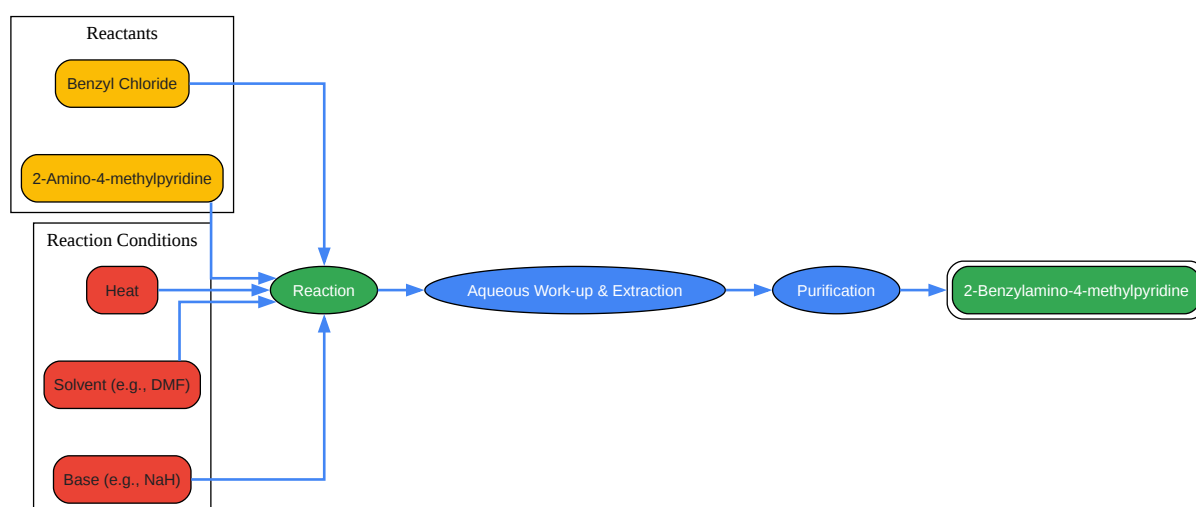 Reactants
Benzyl Chloride
2-Amino-4-methylpyridine
Reaction Conditions
Heat
Solvent (e.g., DMF)
Base (e.g., NaH)
Reaction
Aqueous Work-up & Extraction
Purification
2-Benzylamino-4-methylpyridine